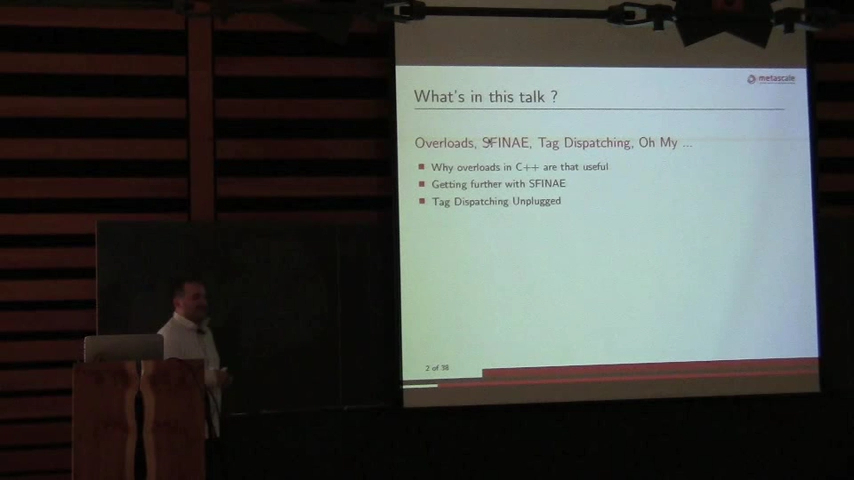 metascale
What's in this talk ?
Overloads, SFINAE, Tag Dispatching, Oh My ...
Why overloads in C++ are that useful
Getting further with SFINAE
Tag Dispatching Unplugged
2 of 38